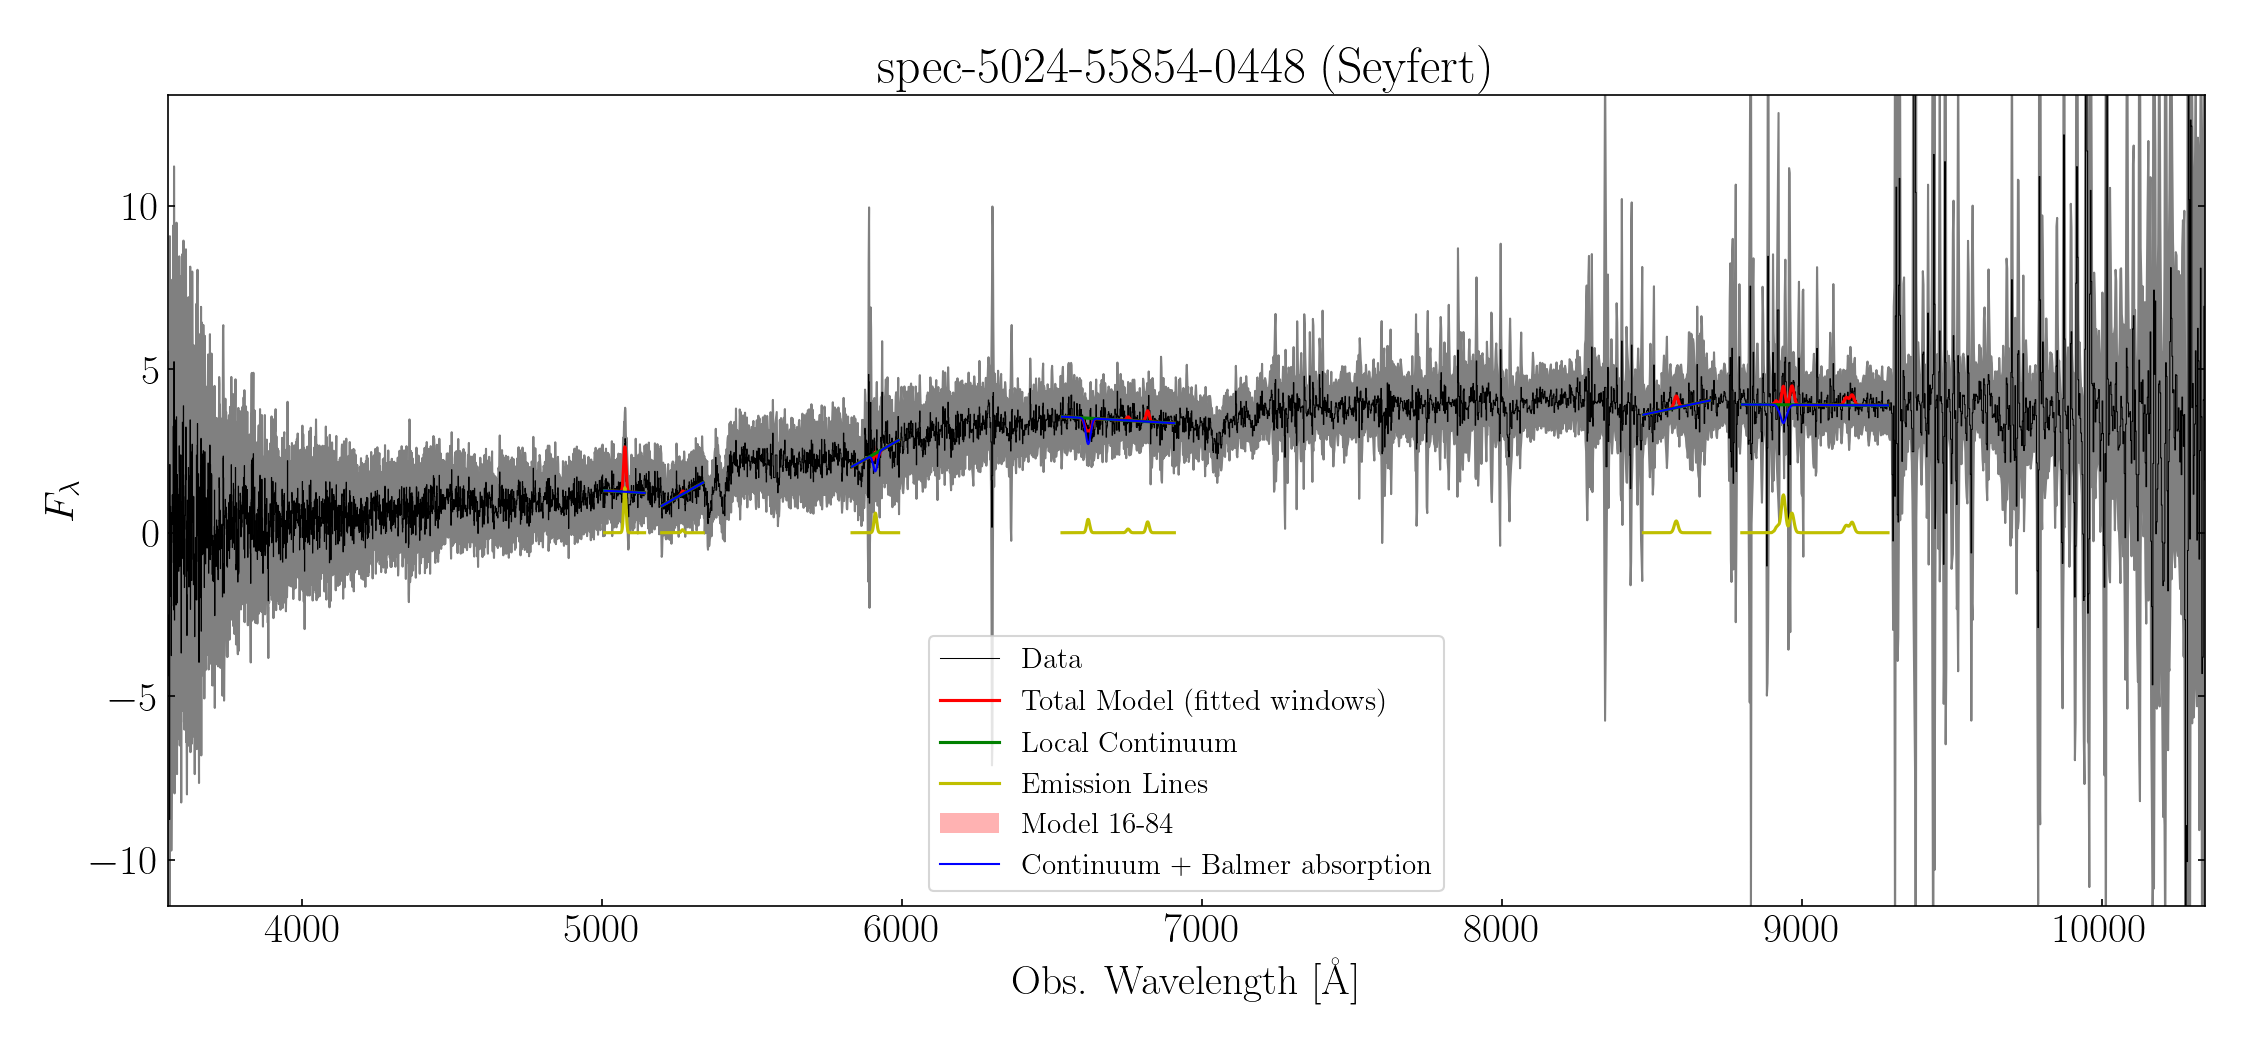 spec-5024-55854-0448 (Seyfert)
10
5
0
−5
−10
F_λ
Data
Total Model (fitted windows)
Local Continuum
Emission Lines
Model 16-84
Continuum + Balmer absorption
4000 5000 6000 7000 8000 9000 10000
Obs. Wavelength [Å]